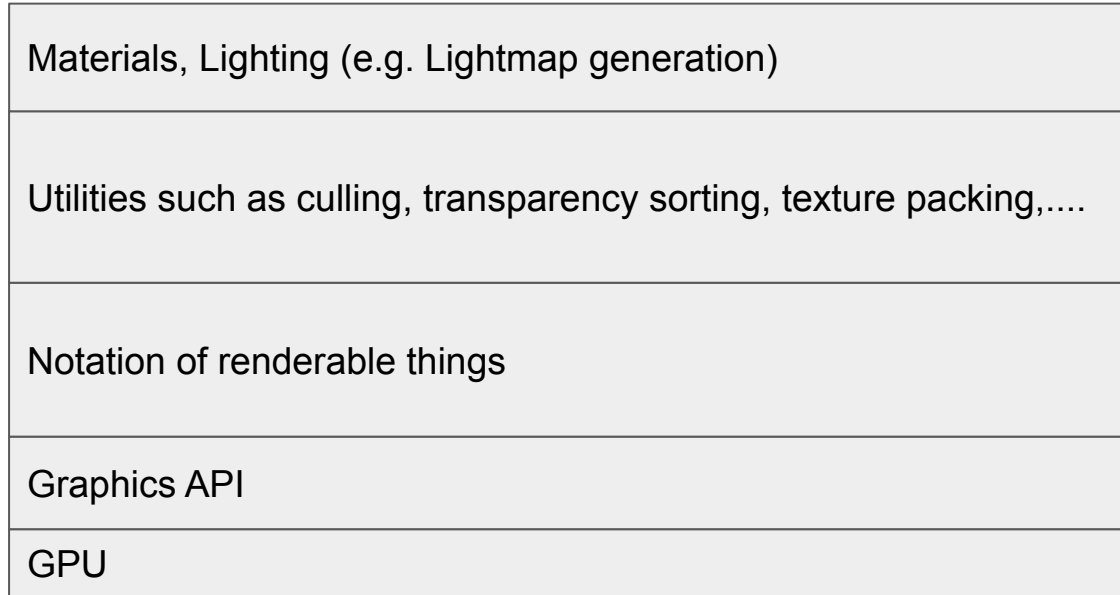 Materials, Lighting (e.g. Lightmap generation)
Utilities such as culling, transparency sorting, texture packing,....
Notation of renderable things
Graphics API
GPU